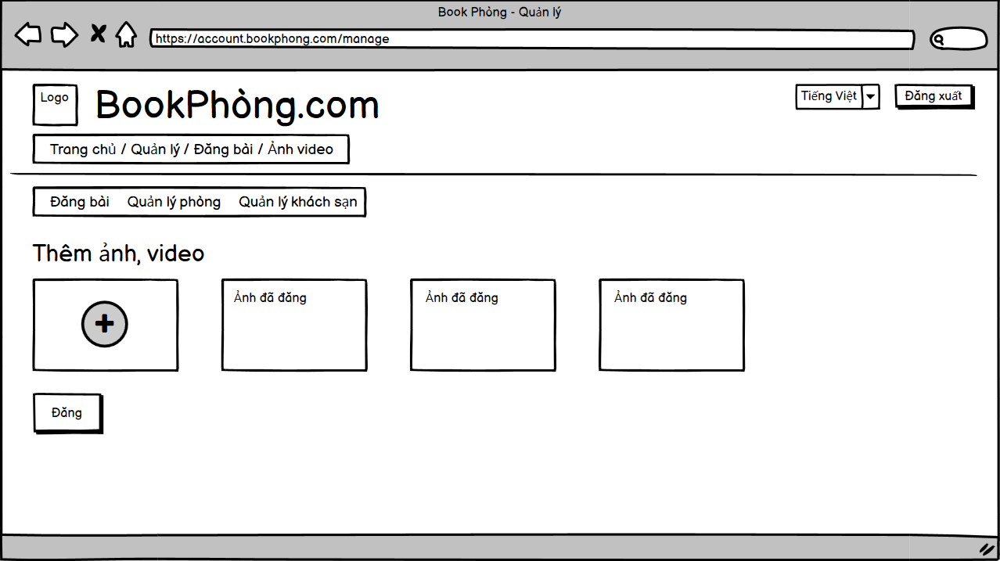 Book Phòng - Quản lý
https://account.bookphong.com/manage
Logo
BookPhòng.com
Tiếng Việt
Đăng xuất
Trang chủ / Quản lý / Đăng bài / Ảnh video
Đăng bài Quản lý phòng Quản lý khách sạn
Thêm ảnh, video
Ảnh đã đăng
Ảnh đã đăng
Ảnh đã đăng
Đăng